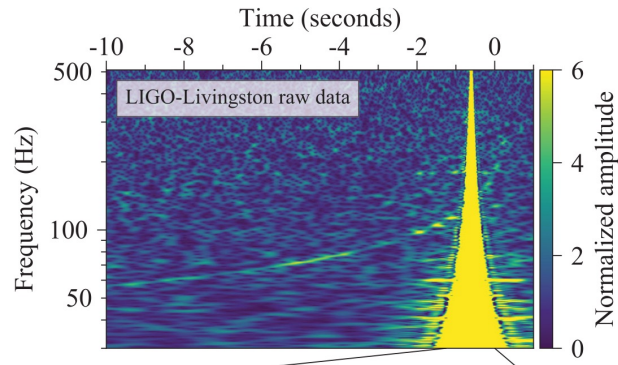 Time (seconds)
-10 -8 -6 -4 -2 0
500
100
50
Frequency (Hz)
LIGO-Livingston raw data
6
4
2
0
Normalized amplitude